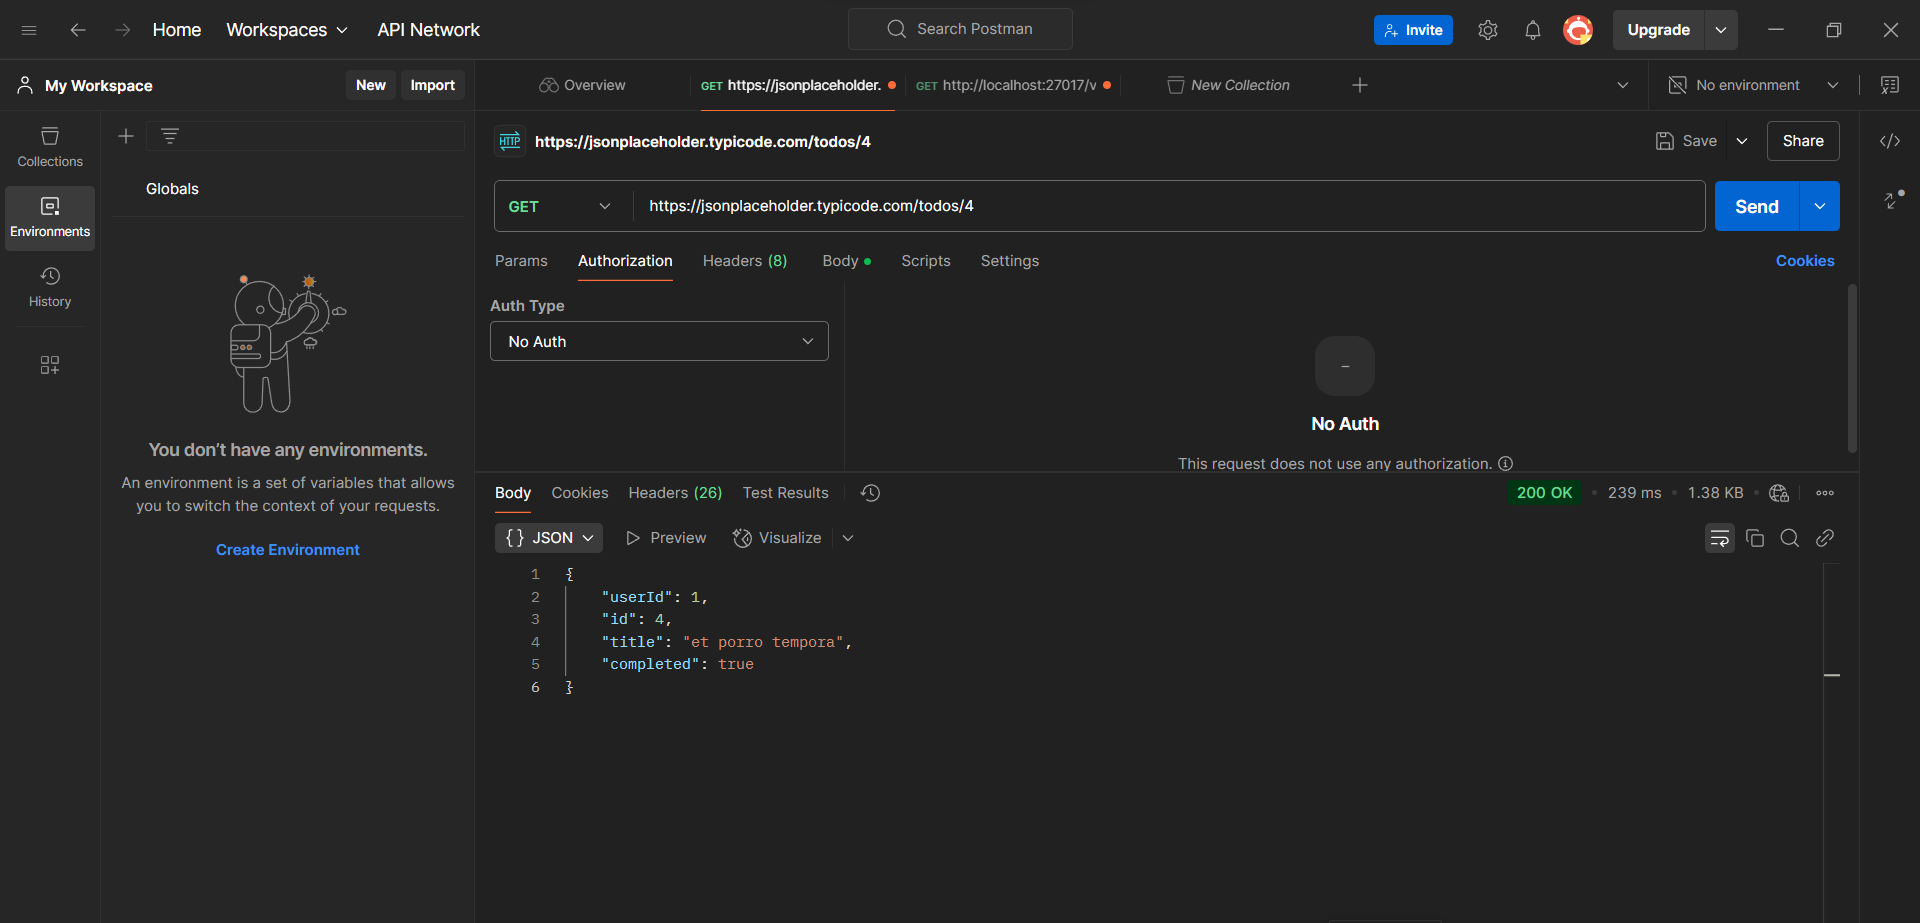 Home Workspaces API Network Search Postman Invite Upgrade
My Workspace New Import Overview GET https://jsonplaceholder. GET http://localhost:27017/v New Collection No environment
Collections
Environments
History
Globals
You don’t have any environments.
An environment is a set of variables that allows
you to switch the context of your requests.
Create Environment
HTTP https://jsonplaceholder.typicode.com/todos/4 Save Share
GET https://jsonplaceholder.typicode.com/todos/4 Send
Params Authorization Headers (8) Body Scripts Settings Cookies
Auth Type
No Auth
No Auth
This request does not use any authorization.
Body Cookies Headers (26) Test Results 200 OK 239 ms 1.38 KB
{} JSON Preview Visualize
1 {
2 "userId": 1,
3 "id": 4,
4 "title": "et porro tempora",
5 "completed": true
6 }